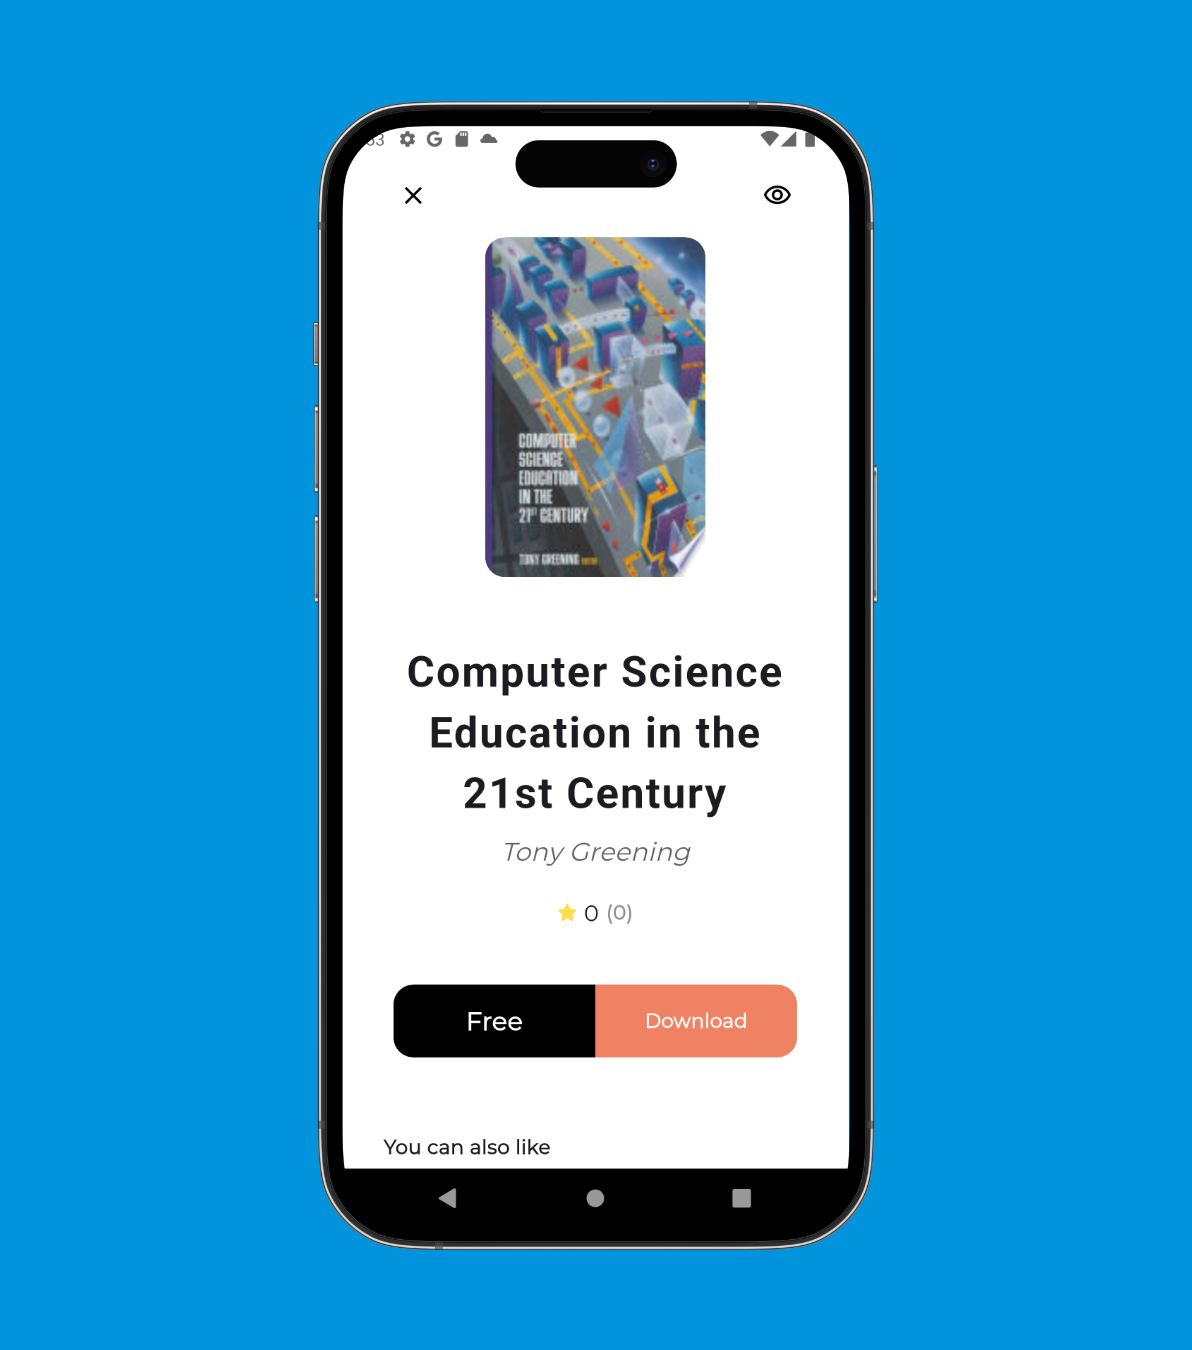 COMPUTER
SCIENCE
EDUCATION
IN THE
21ST CENTURY
TONY GREENING
Computer Science
Education in the
21st Century
Tony Greening
0 (0)
Free
Download
You can also like